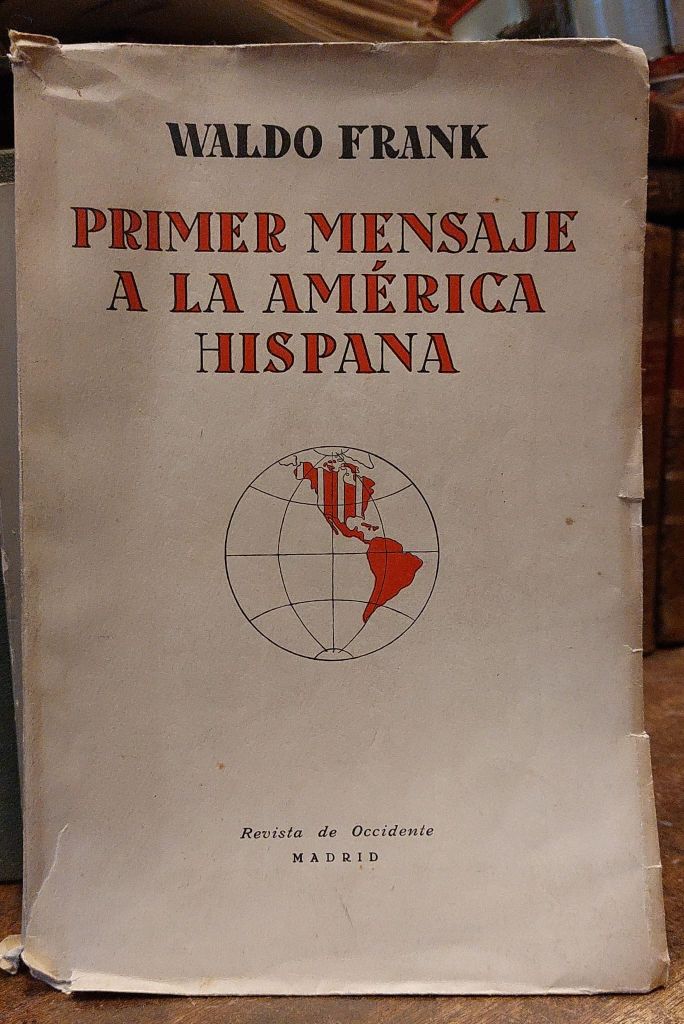 WALDO FRANK
PRIMER MENSAJE
A LA AMÉRICA
HISPANA
Revista de Occidente
MADRID